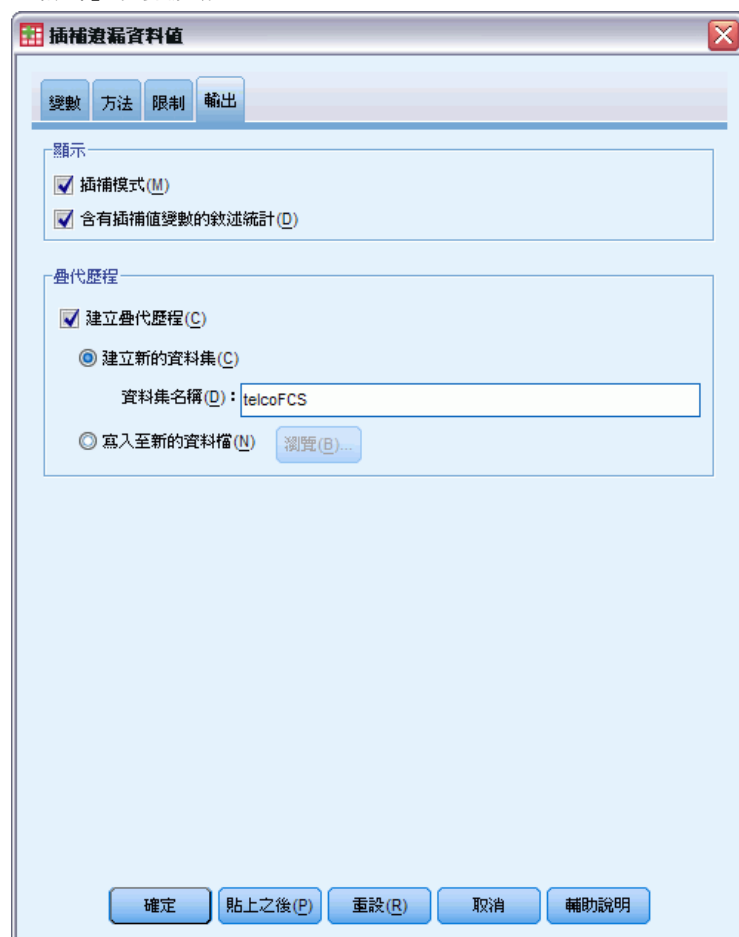 插補遺漏資料值
變數 方法 限制 輸出
顯示
插補模式(M)
含有插補值變數的敘述統計(D)
疊代歷程
建立疊代歷程(C)
建立新的資料集(C)
資料集名稱(D)：telcoFCS
寫入至新的資料檔(N) 瀏覽(B)...
確定 貼上之後(P) 重設(R) 取消 輔助說明